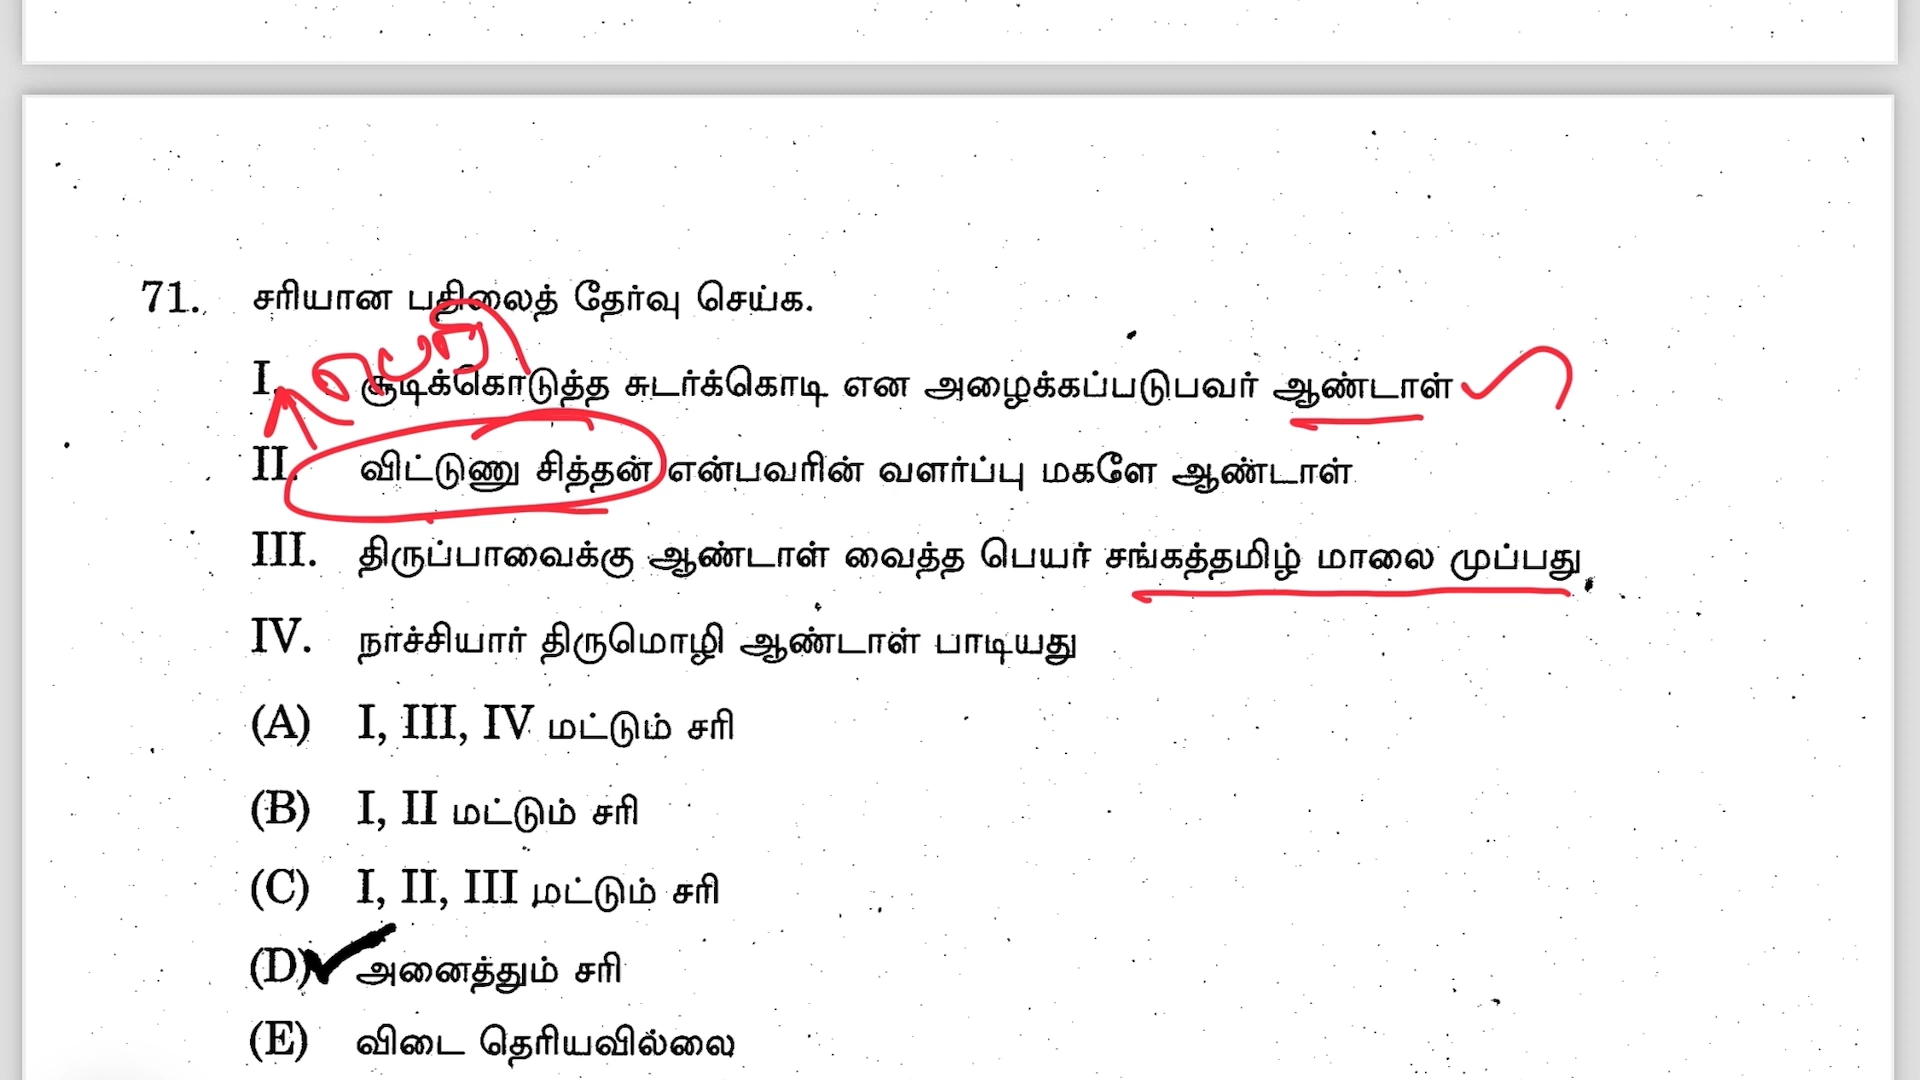 71. சரியான பதிலைத் தேர்வு செய்க.
I. சூடிக்கொடுத்த சுடர்க்கொடி என அழைக்கப்படுபவர் ஆண்டாள்
II. விட்டுணு சித்தன் என்பவரின் வளர்ப்பு மகளே ஆண்டாள்
III. திருப்பாவைக்கு ஆண்டாள் வைத்த பெயர் சங்கத்தமிழ் மாலை முப்பது
IV. நாச்சியார் திருமொழி ஆண்டாள் பாடியது
(A) I, III, IV மட்டும் சரி
(B) I, II மட்டும் சரி
(C) I, II, III மட்டும் சரி
(D) அனைத்தும் சரி
(E) விடை தெரியவில்லை